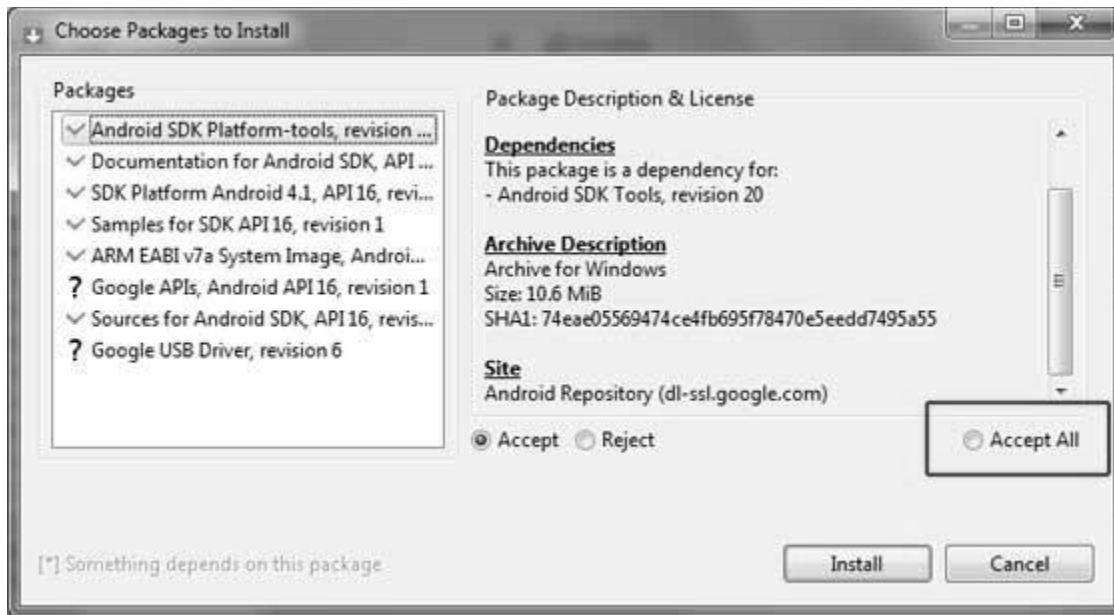 Choose Packages to Install
Packages
Android SDK Platform-tools, revision ...
Documentation for Android SDK, API ...
SDK Platform Android 4.1, API 16, revi...
Samples for SDK API 16, revision 1
ARM EABI v7a System Image, Androi...
? Google APIs, Android API 16, revision 1
Sources for Android SDK, API 16, revis...
? Google USB Driver, revision 6
Package Description & License
Dependencies
This package is a dependency for:
- Android SDK Tools, revision 20
Archive Description
Archive for Windows
Size: 10.6 MiB
SHA1: 74eae05569474ce4fb695f78470e5eedd7495a55
Site
Android Repository (dl-ssl.google.com)
Accept Reject Accept All
[*] Something depends on this package
Install Cancel